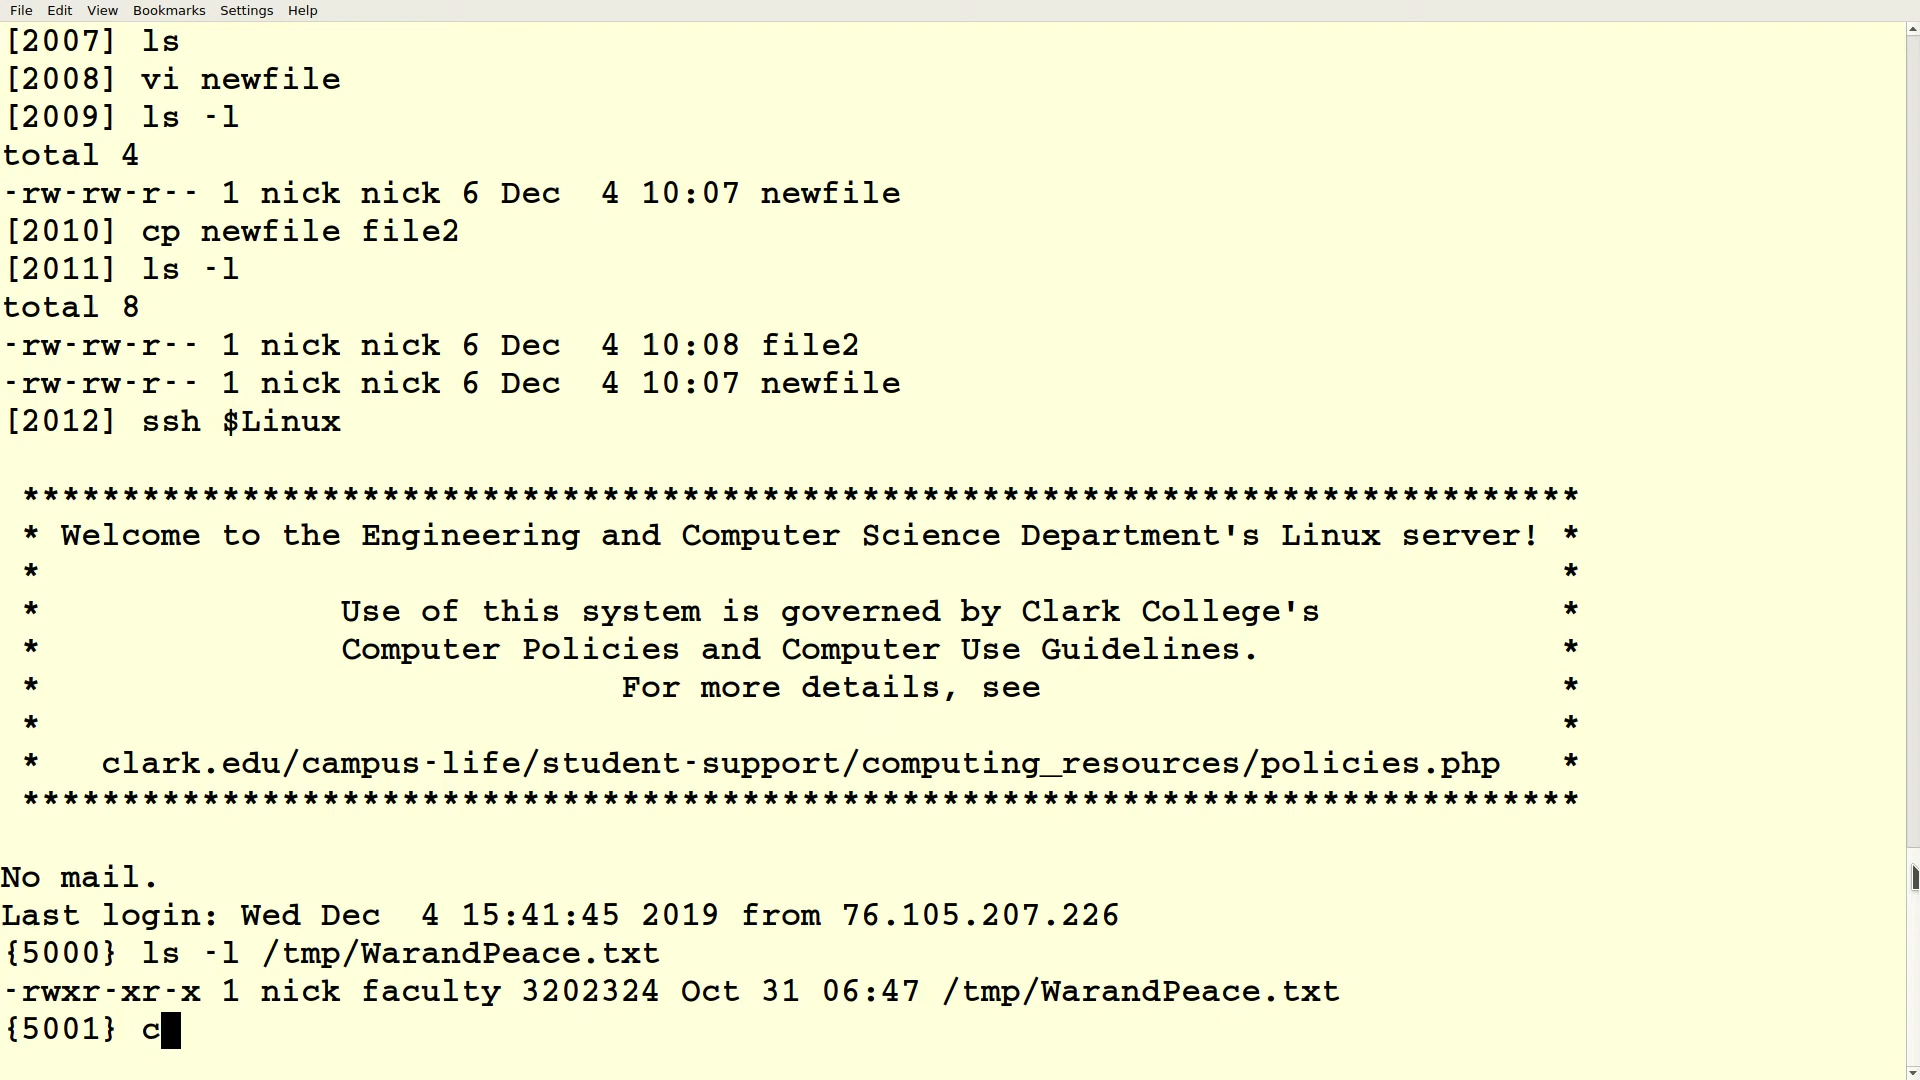 File Edit View Bookmarks Settings Help
[2007] ls
[2008] vi newfile
[2009] ls -l
total 4
-rw-rw-r-- 1 nick nick 6 Dec  4 10:07 newfile
[2010] cp newfile file2
[2011] ls -l
total 8
-rw-rw-r-- 1 nick nick 6 Dec  4 10:08 file2
-rw-rw-r-- 1 nick nick 6 Dec  4 10:07 newfile
[2012] ssh $Linux
******************************************************************************
* Welcome to the Engineering and Computer Science Department's Linux server! *
*                                                                            *
*               Use of this system is governed by Clark College's            *
*               Computer Policies and Computer Use Guidelines.               *
*                             For more details, see                          *
*                                                                            *
*   clark.edu/campus-life/student-support/computing_resources/policies.php   *
******************************************************************************
No mail.
Last login: Wed Dec  4 15:41:45 2019 from 76.105.207.226
{5000} ls -l /tmp/WarandPeace.txt
-rwxr-xr-x 1 nick faculty 3202324 Oct 31 06:47 /tmp/WarandPeace.txt
{5001} c